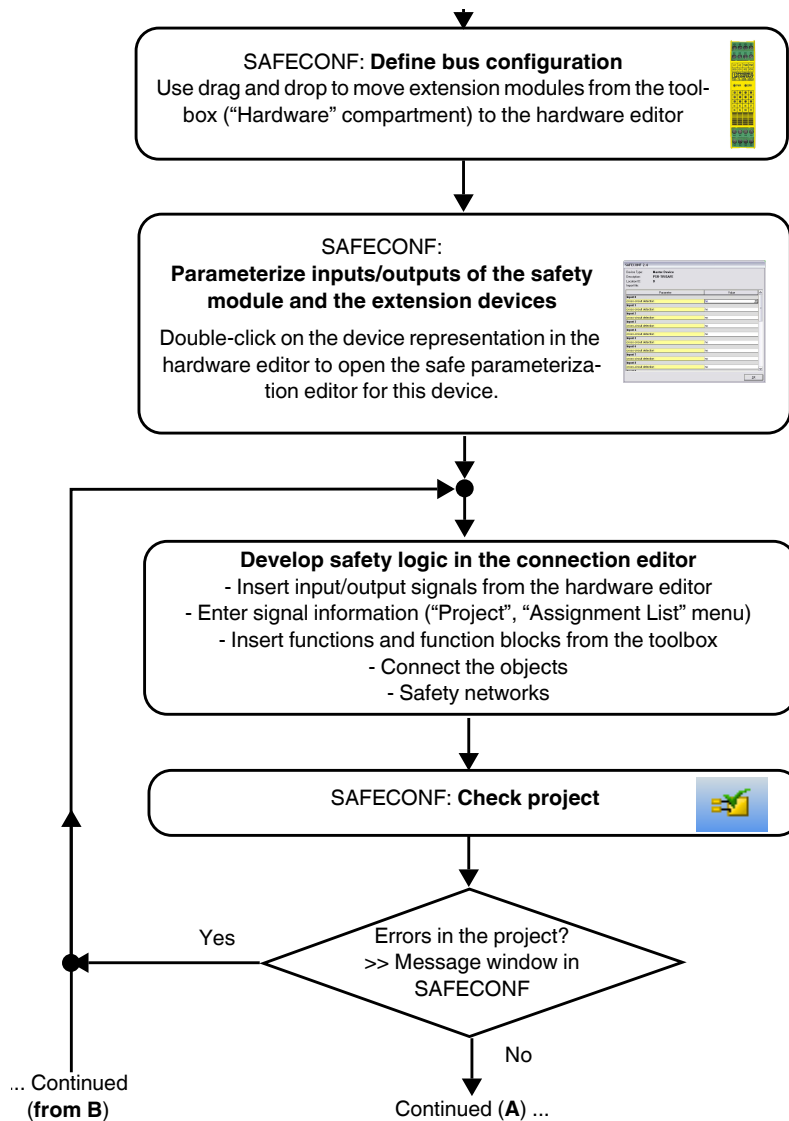 SAFECONF: Define bus configuration
Use drag and drop to move extension modules from the tool-
box (“Hardware” compartment) to the hardware editor
SAFECONF:
Parameterize inputs/outputs of the safety
module and the extension devices
Double-click on the device representation in the
hardware editor to open the safe parameteriza-
tion editor for this device.
Develop safety logic in the connection editor
- Insert input/output signals from the hardware editor
- Enter signal information (“Project”, “Assignment List” menu)
- Insert functions and function blocks from the toolbox
- Connect the objects
- Safety networks
SAFECONF: Check project
Errors in the project?
>> Message window in
SAFECONF
Yes
No
... Continued
(from B)
Continued (A) ...